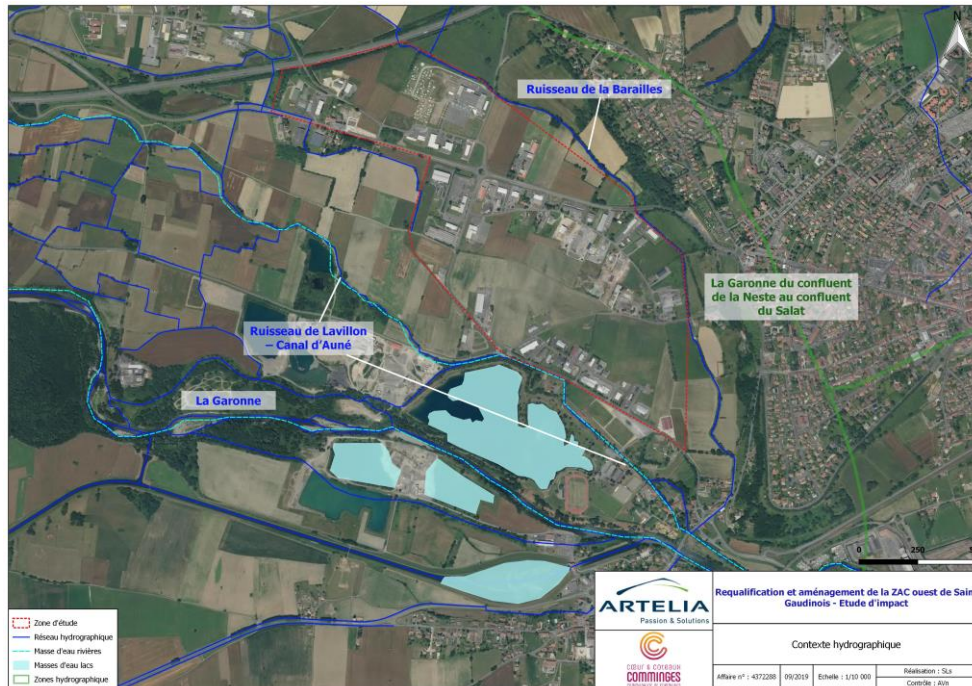 N
Ruisseau de la Barailles
La Garonne du confluent
de la Neste au confluent
du Salat
Ruisseau de Lavillon
– Canal d'Auné
La Garonne
0 250
Zone d'étude
Réseau hydrographique
Masse d'eau rivières
Masses d'eau lacs
Zones hydrographique
ARTELIA
Passion & Solutions
CŒUR & COTEAUX
COMMINGES
Requalification et aménagement de la ZAC ouest de Sain
Gaudinois - Etude d'impact
Contexte hydrographique
Affaire n° : 4372288 09/2019 Echelle : 1/10 000 Réalisation : SLs
Contrôle : AVn